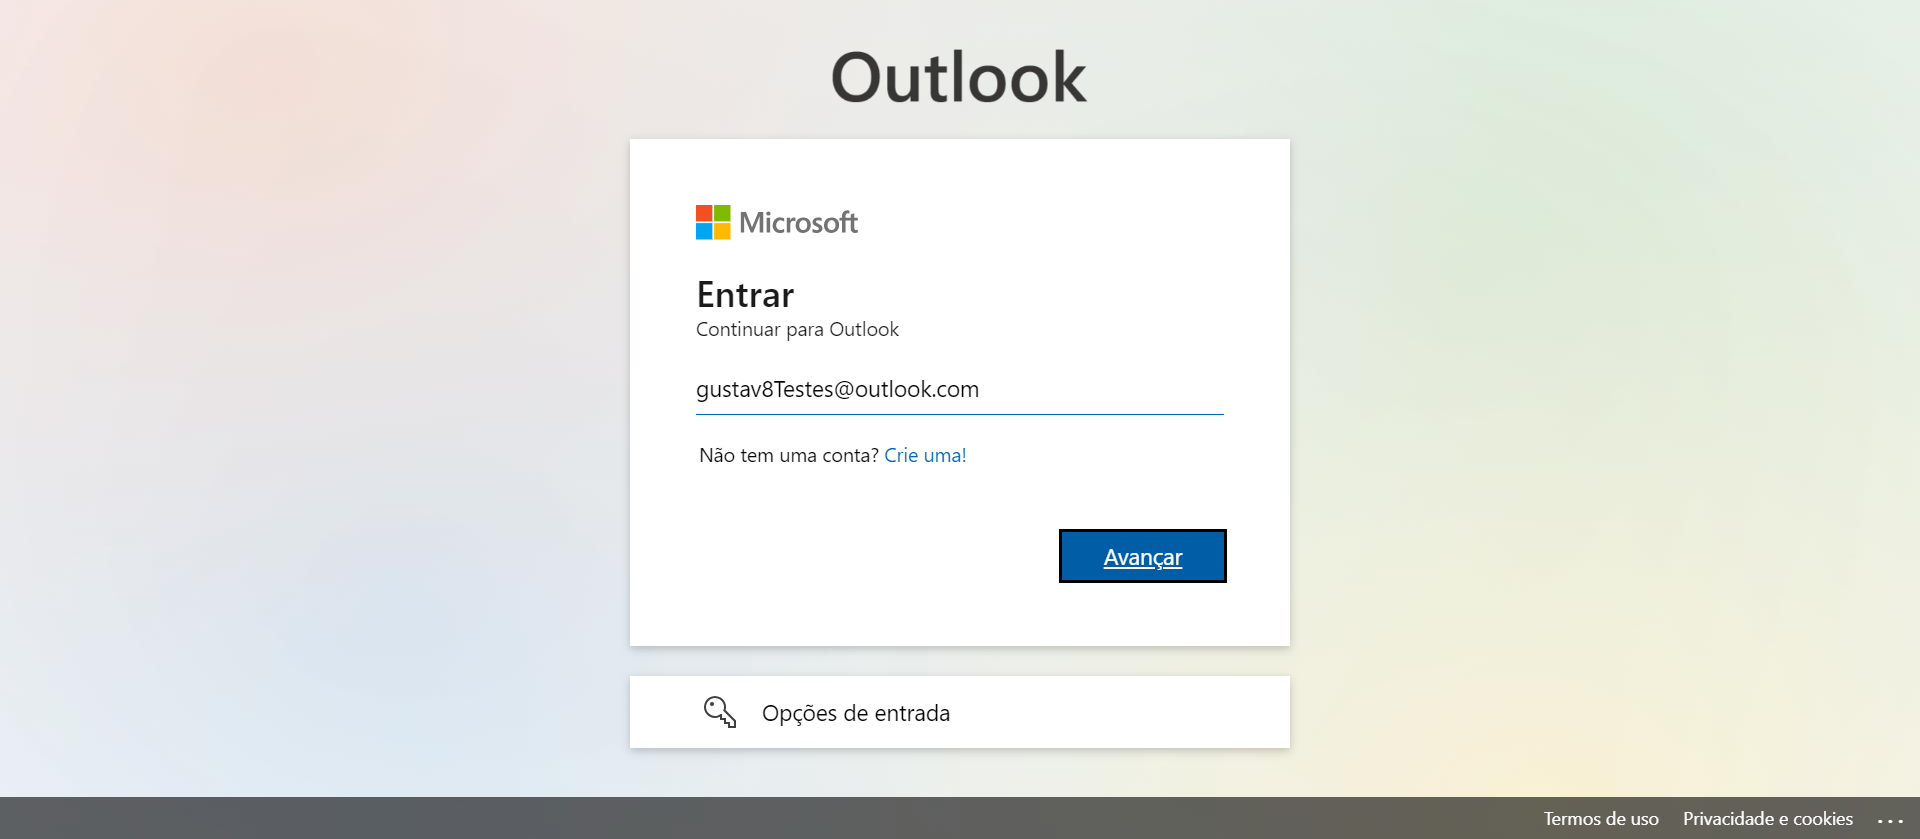 Outlook
Microsoft
Entrar
Continuar para Outlook
gustav8Testes@outlook.com
Não tem uma conta? Crie uma!
Avançar
Opções de entrada
Termos de uso Privacidade e cookies ...